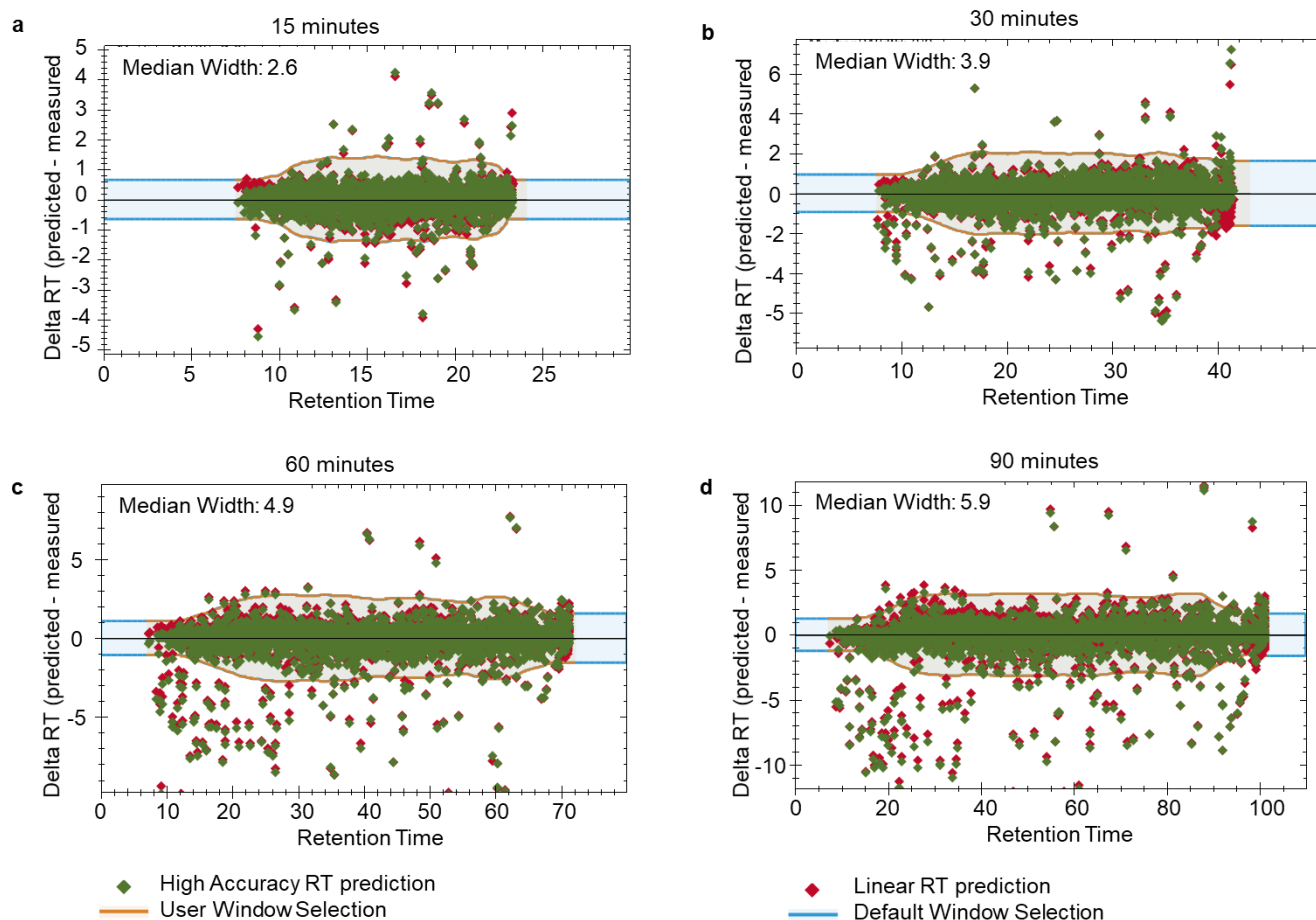 a
15 minutes
Median Width: 2.6
5
4
3
2
1
0
-1
-2
-3
-4
-5
0
5
10
15
20
25
Delta RT (predicted - measured)
Retention Time
b
30 minutes
Median Width: 3.9
6
4
2
0
-2
-4
-5
0
10
20
30
40
Delta RT (predicted - measured)
Retention Time
c
60 minutes
Median Width: 4.9
5
0
-5
0
10
20
30
40
50
60
70
Delta RT (predicted - measured
Retention Time
d
90 minutes
Median Width: 5.9
10
5
0
-5
-10
0
20
40
60
80
100
Delta RT (predicted - measured)
Retention Time
High Accuracy RT prediction
User Window Selection
Linear RT prediction
Default Window Selection